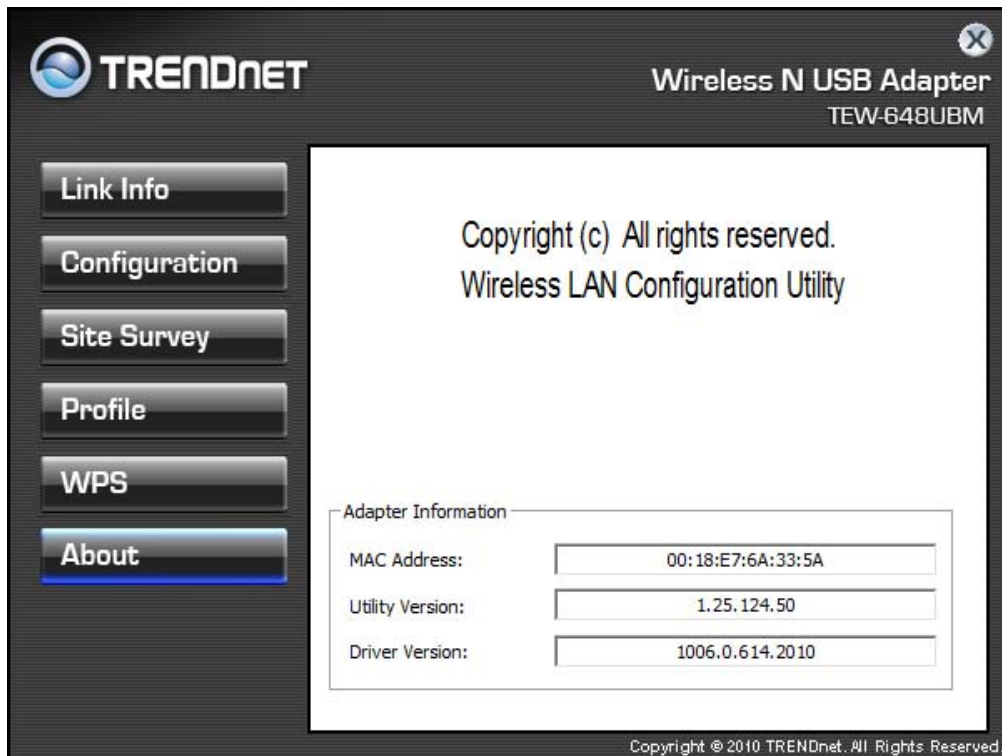 TRENDNET
Wireless N USB Adapter
TEW-648UBM
Link Info
Configuration
Site Survey
Profile
WPS
About
Copyright (c) All rights reserved.
Wireless LAN Configuration Utility
Adapter Information
MAC Address: 00:18:E7:6A:33:5A
Utility Version: 1.25.124.50
Driver Version: 1006.0.614.2010
Copyright © 2010 TRENDnet. All Rights Reserved